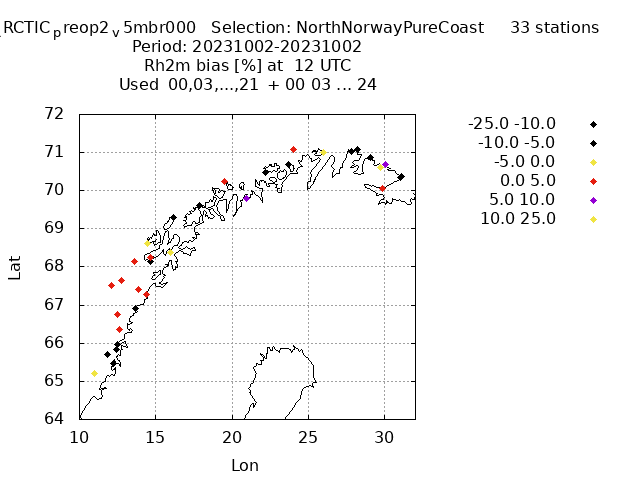 RCTIC p reop2 v 5mbr000 Selection: NorthNorwayPureCoast 33 stations
Period: 20231002-20231002
Rh2m bias [%] at 12 UTC
Used 00,03,...,21 + 00 03 ... 24
72
71
70
69
68
67
66
65
64
Lat
10 15 20 25 30
Lon
-25.0 -10.0
-10.0 -5.0
-5.0 0.0
0.0 5.0
5.0 10.0
10.0 25.0